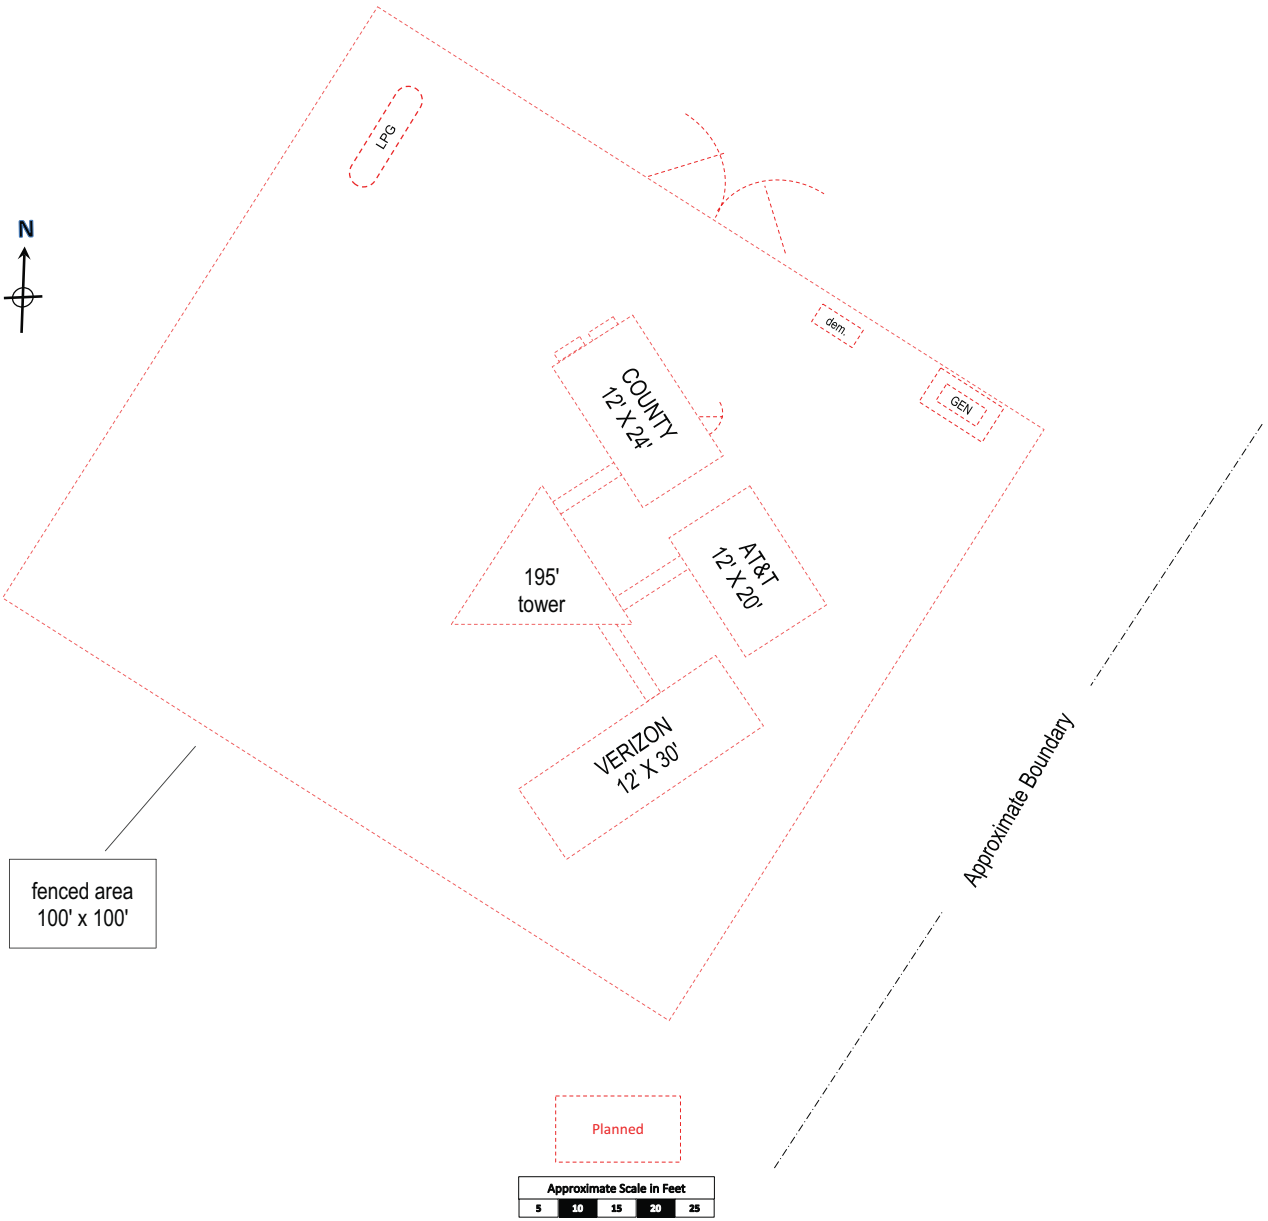 LPG
N
dem.
GEN
COUNTY
12' X 24'
AT&T
12' X 20'
195'
tower
VERIZON
12' X 30'
Approximate Boundary
fenced area
100' x 100'
Planned
Approximate Scale in Feet
5 10 15 20 25